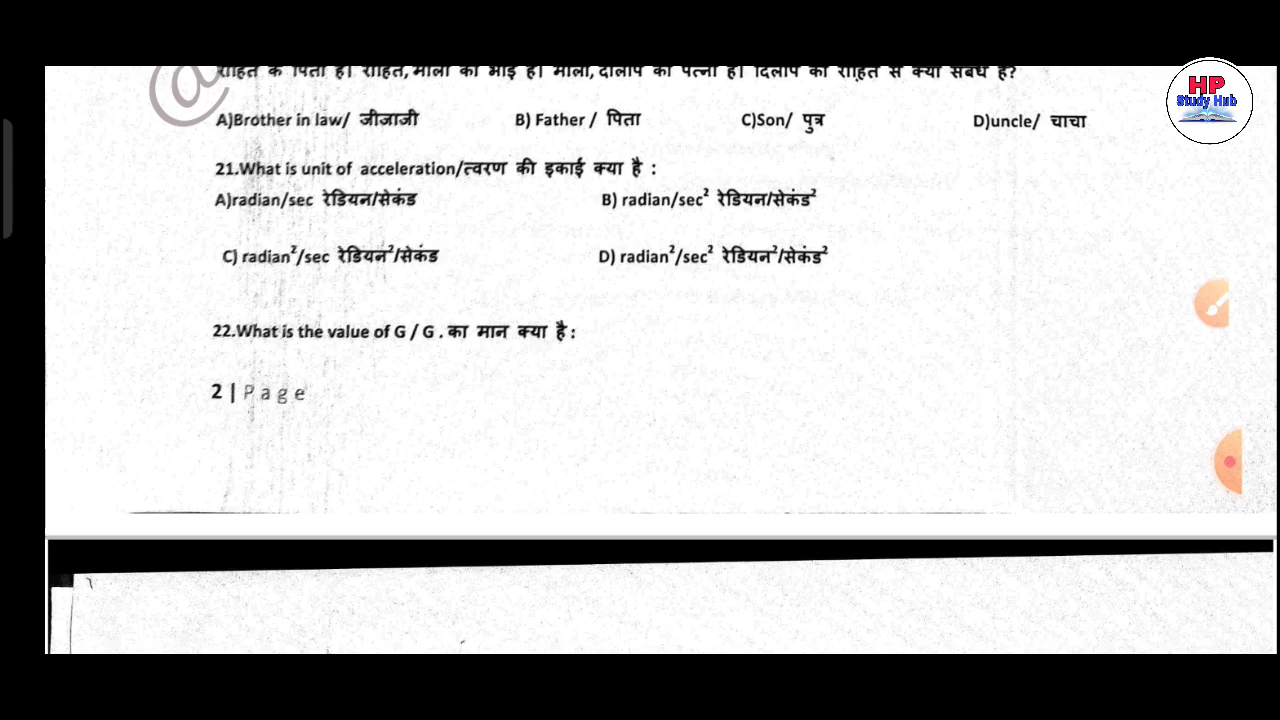 @
रोहित के पिता है। रोहित, माला का भाई है। माला, दीलीप की पत्नी है। दिलीप का रोहित से क्या संबंध है?
HP
Study Hub
A)Brother in law/ जीजाजी B) Father / पिता C)Son/ पुत्र D)uncle/ चाचा
21.What is unit of acceleration/त्वरण की इकाई क्या है :
A)radian/sec रेडियन/सेकंड B) radian/sec² रेडियन/सेकंड²
C) radian²/sec रेडियन²/सेकंड D) radian²/sec² रेडियन²/सेकंड²
22.What is the value of G / G . का मान क्या है :
2 | P a g e